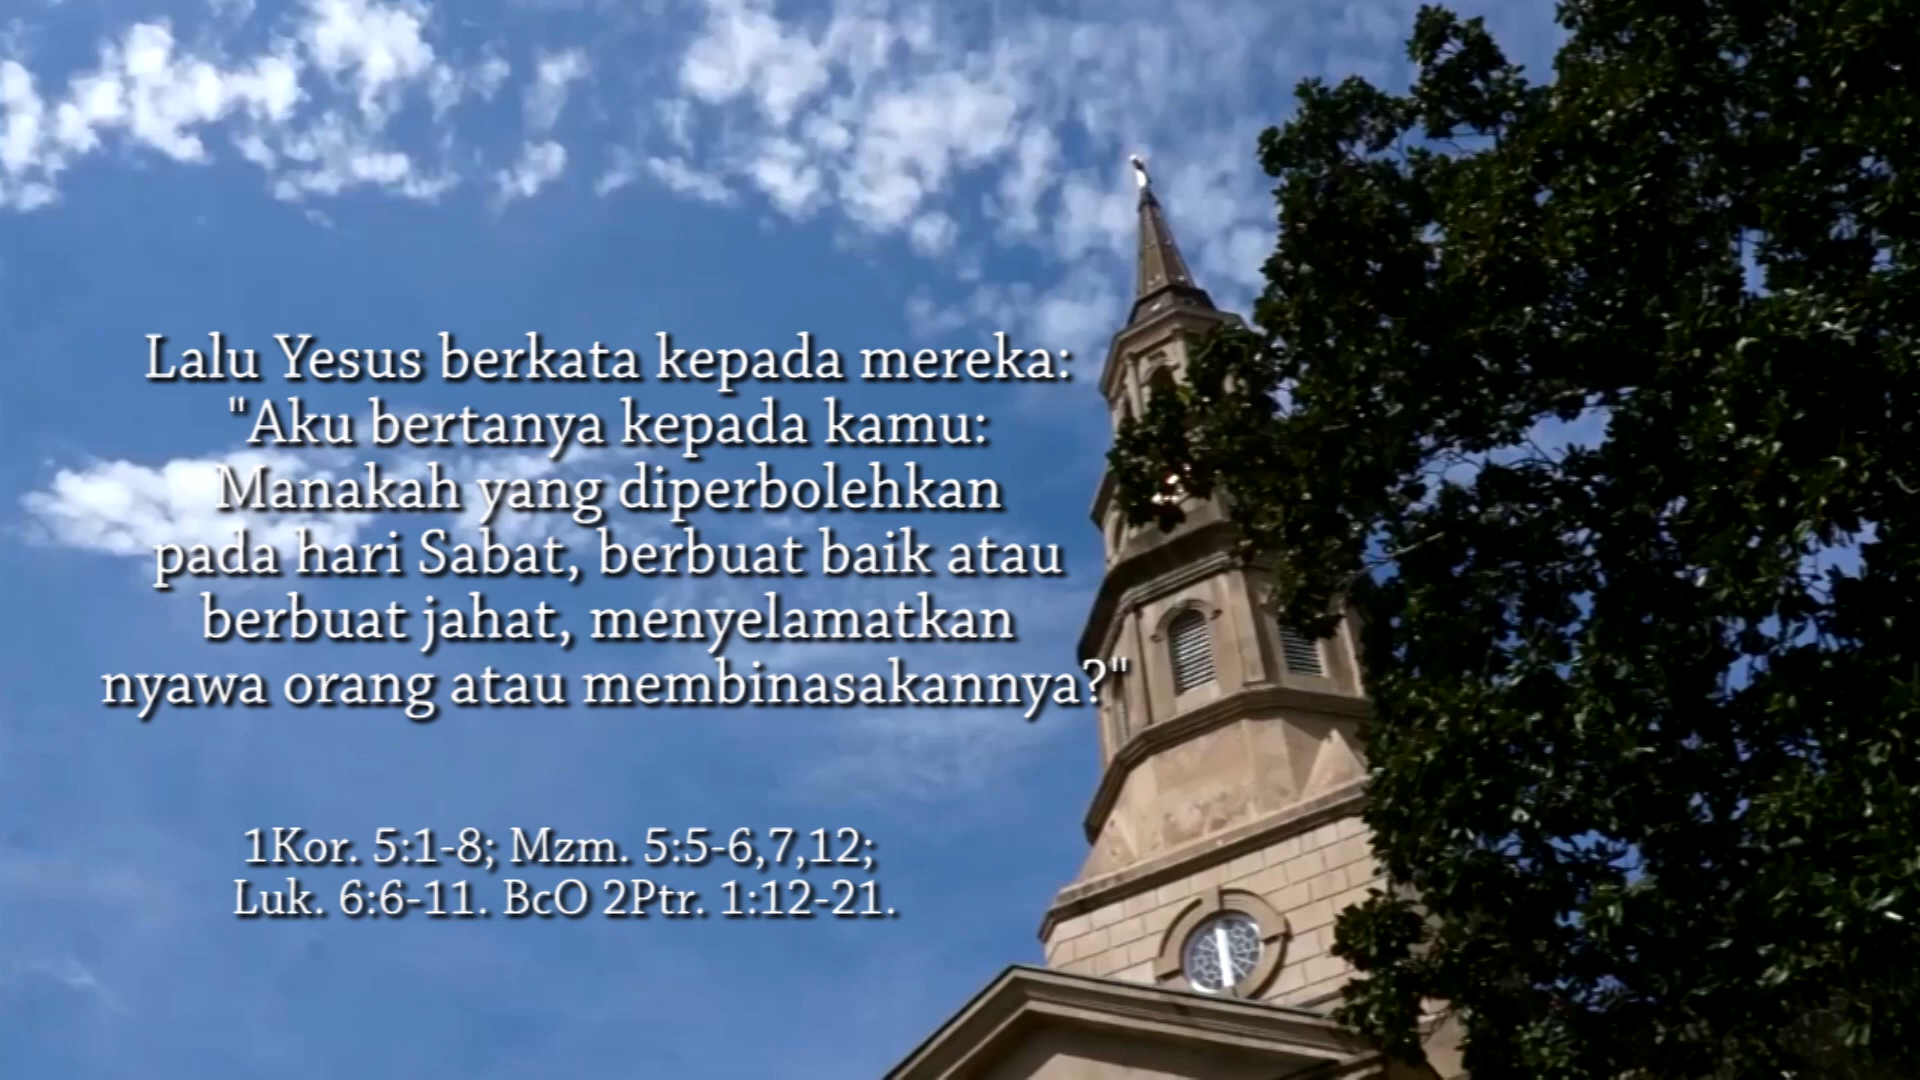 Lalu Yesus berkata kepada mereka:
"Aku bertanya kepada kamu:
Manakah yang diperbolehkan
pada hari Sabat, berbuat baik atau
berbuat jahat, menyelamatkan
nyawa orang atau membinasakannya?"
1Kor. 5:1-8; Mzm. 5:5-6,7,12;
Luk. 6:6-11. BcO 2Ptr. 1:12-21.